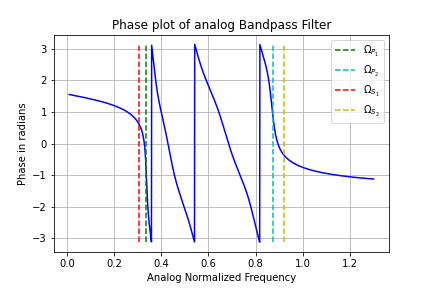 Phase plot of analog Bandpass Filter
Phase in radians
3
2
1
0
−1
−2
−3
Ω_{P_1}
Ω_{P_2}
Ω_{S_1}
Ω_{S_2}
0.0 0.2 0.4 0.6 0.8 1.0 1.2
Analog Normalized Frequency